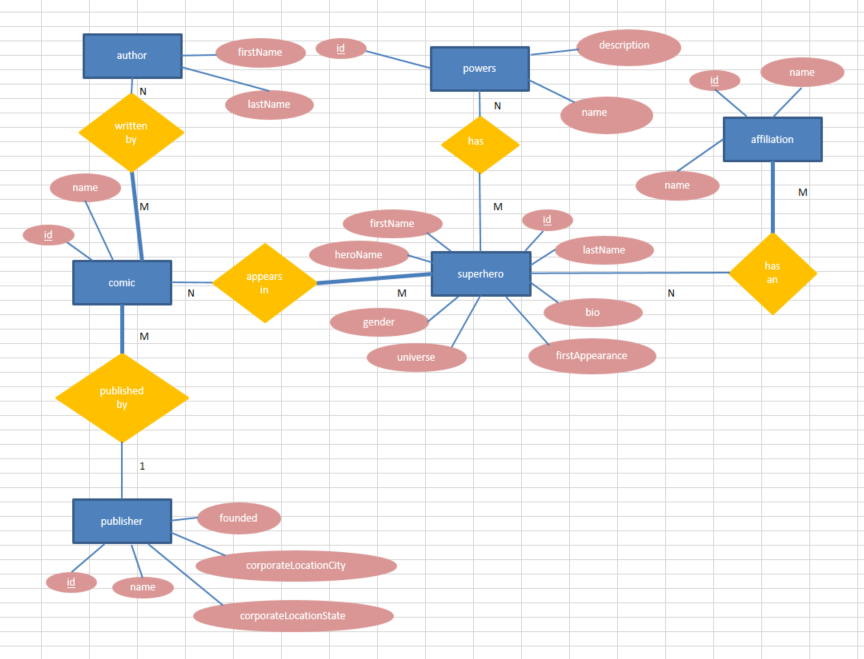 author
firstName
id
powers
description
id
name
N
lastName
written
by
N
name
has
affiliation
name
name
M
M
M
firstName
id
id
heroName
lastName
comic
appears
in
superhero
has
an
N
M
N
gender
bio
M
universe
firstAppearance
published
by
1
publisher
founded
corporateLocationCity
id
name
corporateLocationState